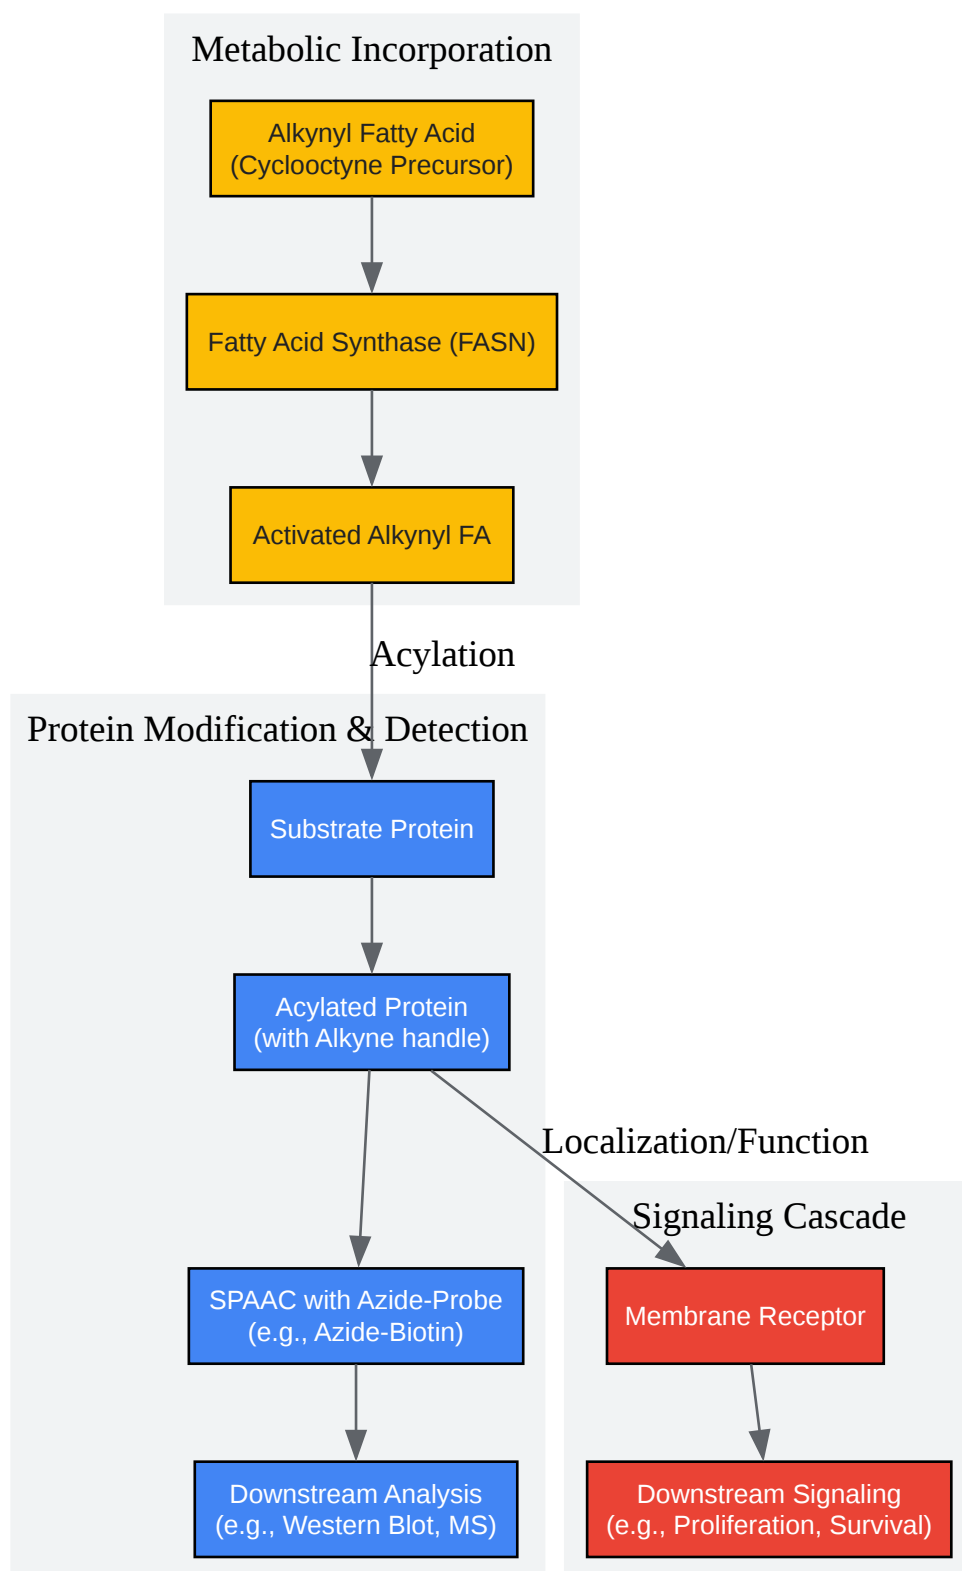 Metabolic Incorporation
Alkynyl Fatty Acid
(Cyclooctyne Precursor)
Fatty Acid Synthase (FASN)
Activated Alkynyl FA
Acylation
Protein Modification & Detection
Substrate Protein
Acylated Protein
(with Alkyne handle)
Localization/Function
Signaling Cascade
SPAAC with Azide-Probe
(e.g., Azide-Biotin)
Membrane Receptor
Downstream Analysis
(e.g., Western Blot, MS)
Downstream Signaling
(e.g., Proliferation, Survival)